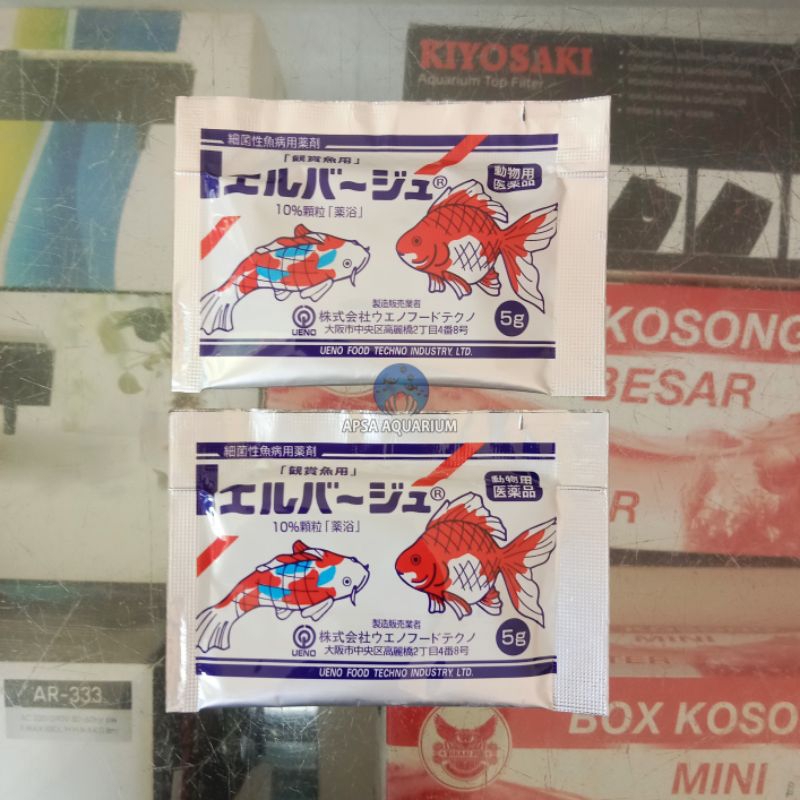 KIYOSAKI
Aquarium Top Filter
細菌性魚病用薬剤
「観賞魚用」
エルバージュ®
動物用
医薬品
10%顆粒「薬浴」
製造販売業者
株式会社ウエノフードテクノ
大阪市中央区高麗橋2丁目4番8号
UENO
5g
UENO FOOD TECHNO INDUSTRY, LTD.
KOSONG
BESAR
APSA AQUARIUM
細菌性魚病用薬剤
「観賞魚用」
エルバージュ®
動物用
医薬品
10%顆粒「薬浴」
製造販売業者
株式会社ウエノフードテクノ
大阪市中央区高麗橋2丁目4番8号
UENO
5g
UENO FOOD TECHNO INDUSTRY, LTD.
MINI
AR-333
BOX KOSO
MINI